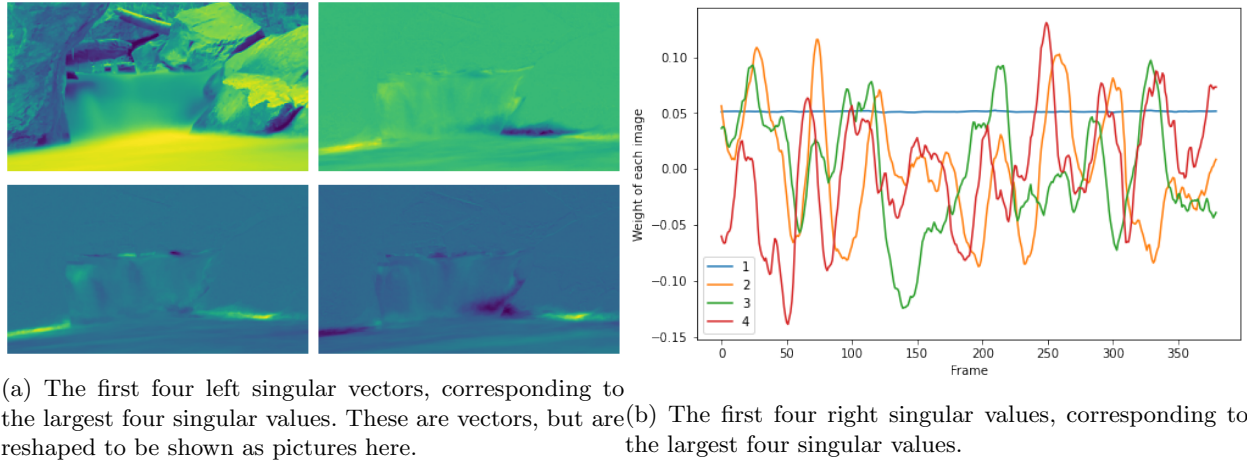 0.10
0.05
0.00
−0.05
−0.10
−0.15
Weight of each image
1
2
3
4
0
50
100
150
200
250
300
350
Frame
(a) The first four left singular vectors, corresponding to
the largest four singular values. These are vectors, but are
reshaped to be shown as pictures here.
(b) The first four right singular values, corresponding to
the largest four singular values.